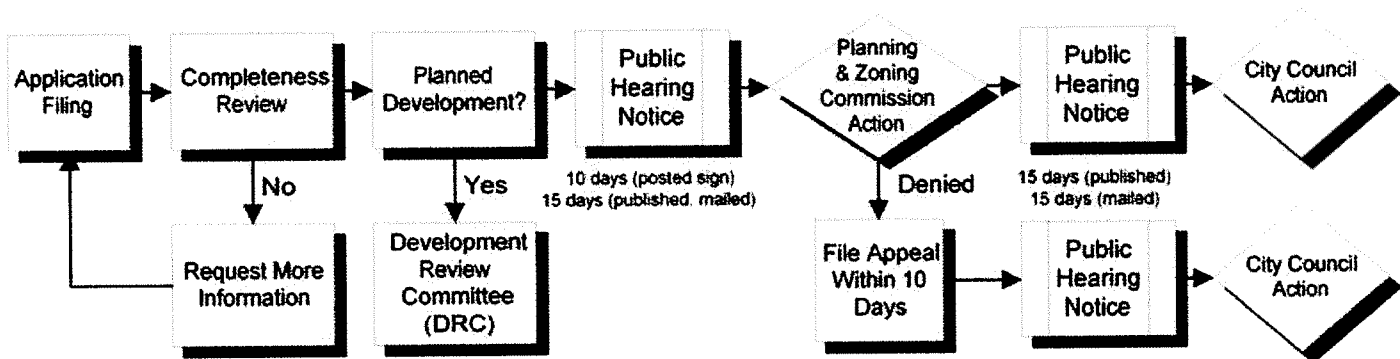 Application
Filing
Completeness
Review
Planned
Development?
Public
Hearing
Notice
Planning
& Zoning
Commission
Action
Public
Hearing
Notice
City Council
Action
No
Yes
10 days (posted sign)
15 days (published, mailed)
Denied
15 days (published)
15 days (mailed)
Request More
Information
Development
Review
Committee
(DRC)
File Appeal
Within 10
Days
Public
Hearing
Notice
City Council
Action